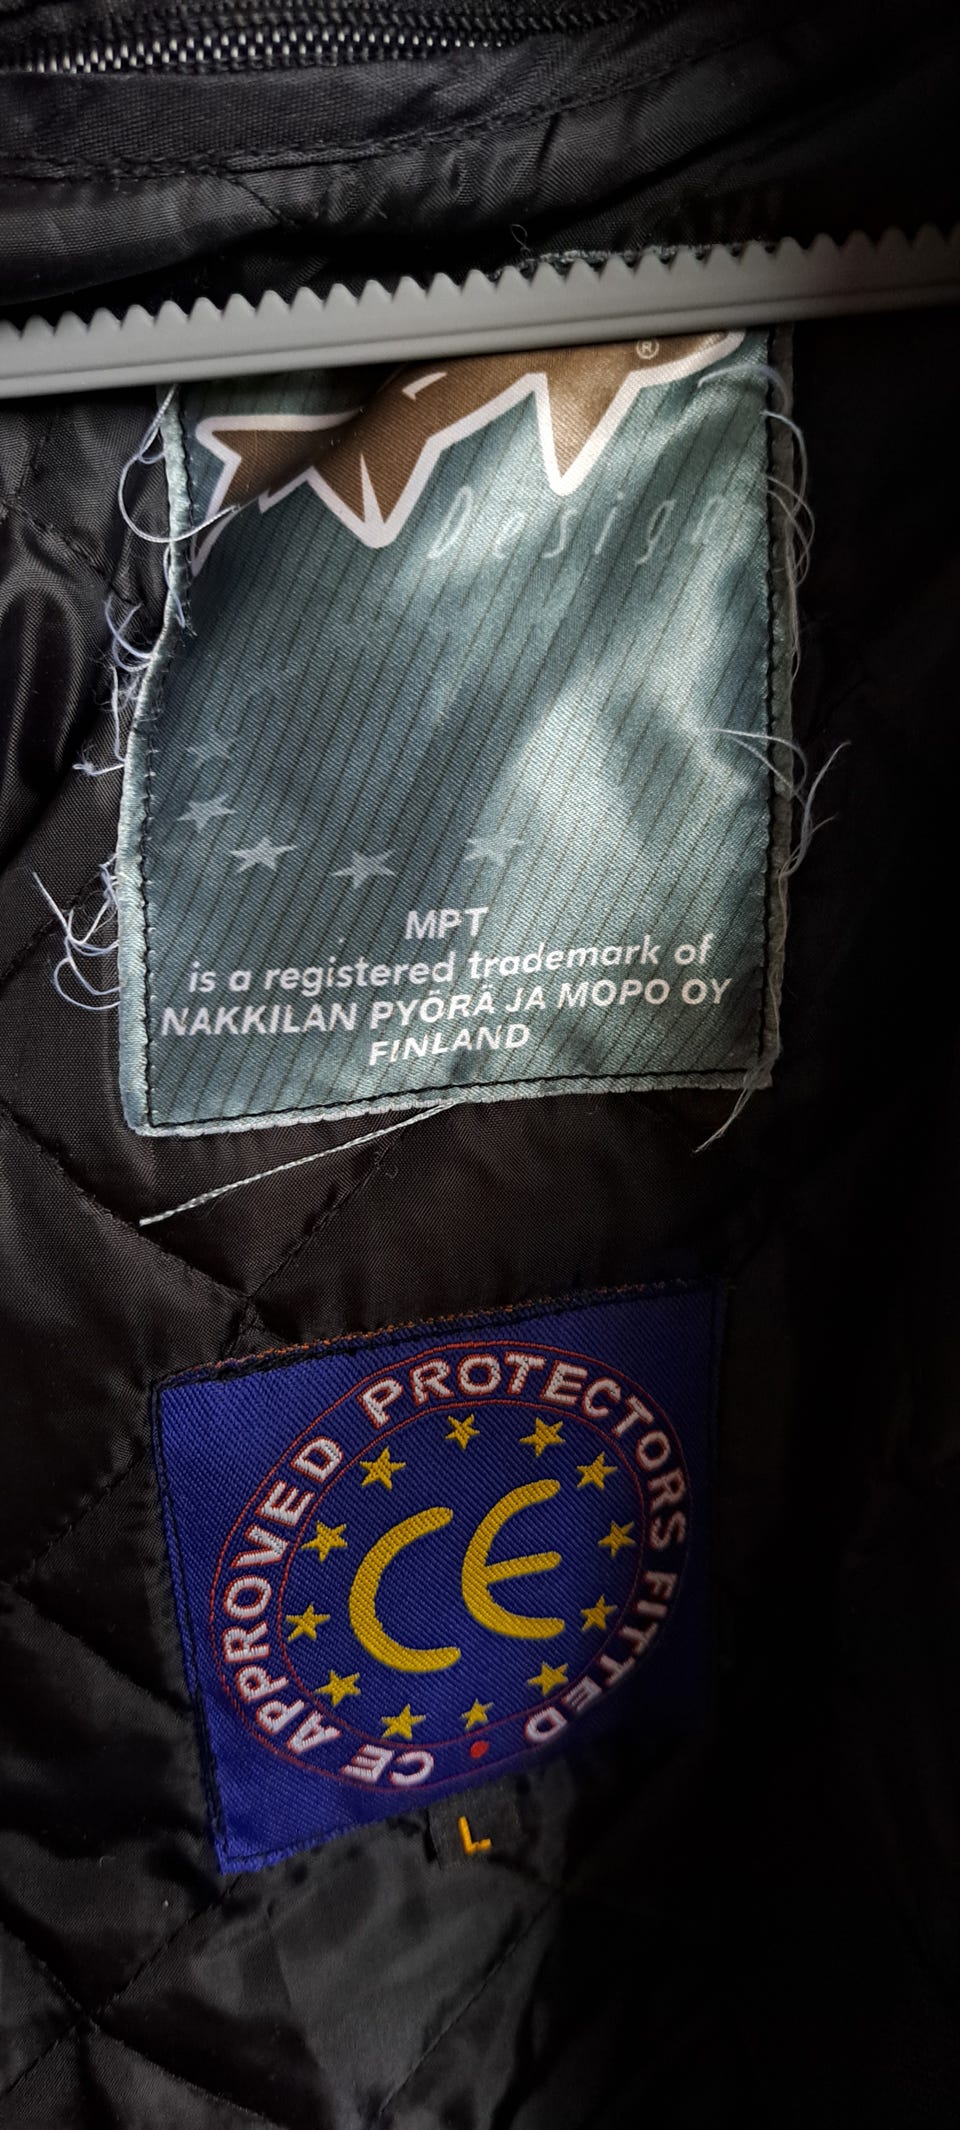 ®
Design
MPT
is a registered trademark of
NAKKILAN PYÖRÄ JA MOPO OY
FINLAND
CE APPROVED PROTECTORS FITTED •
CE
L